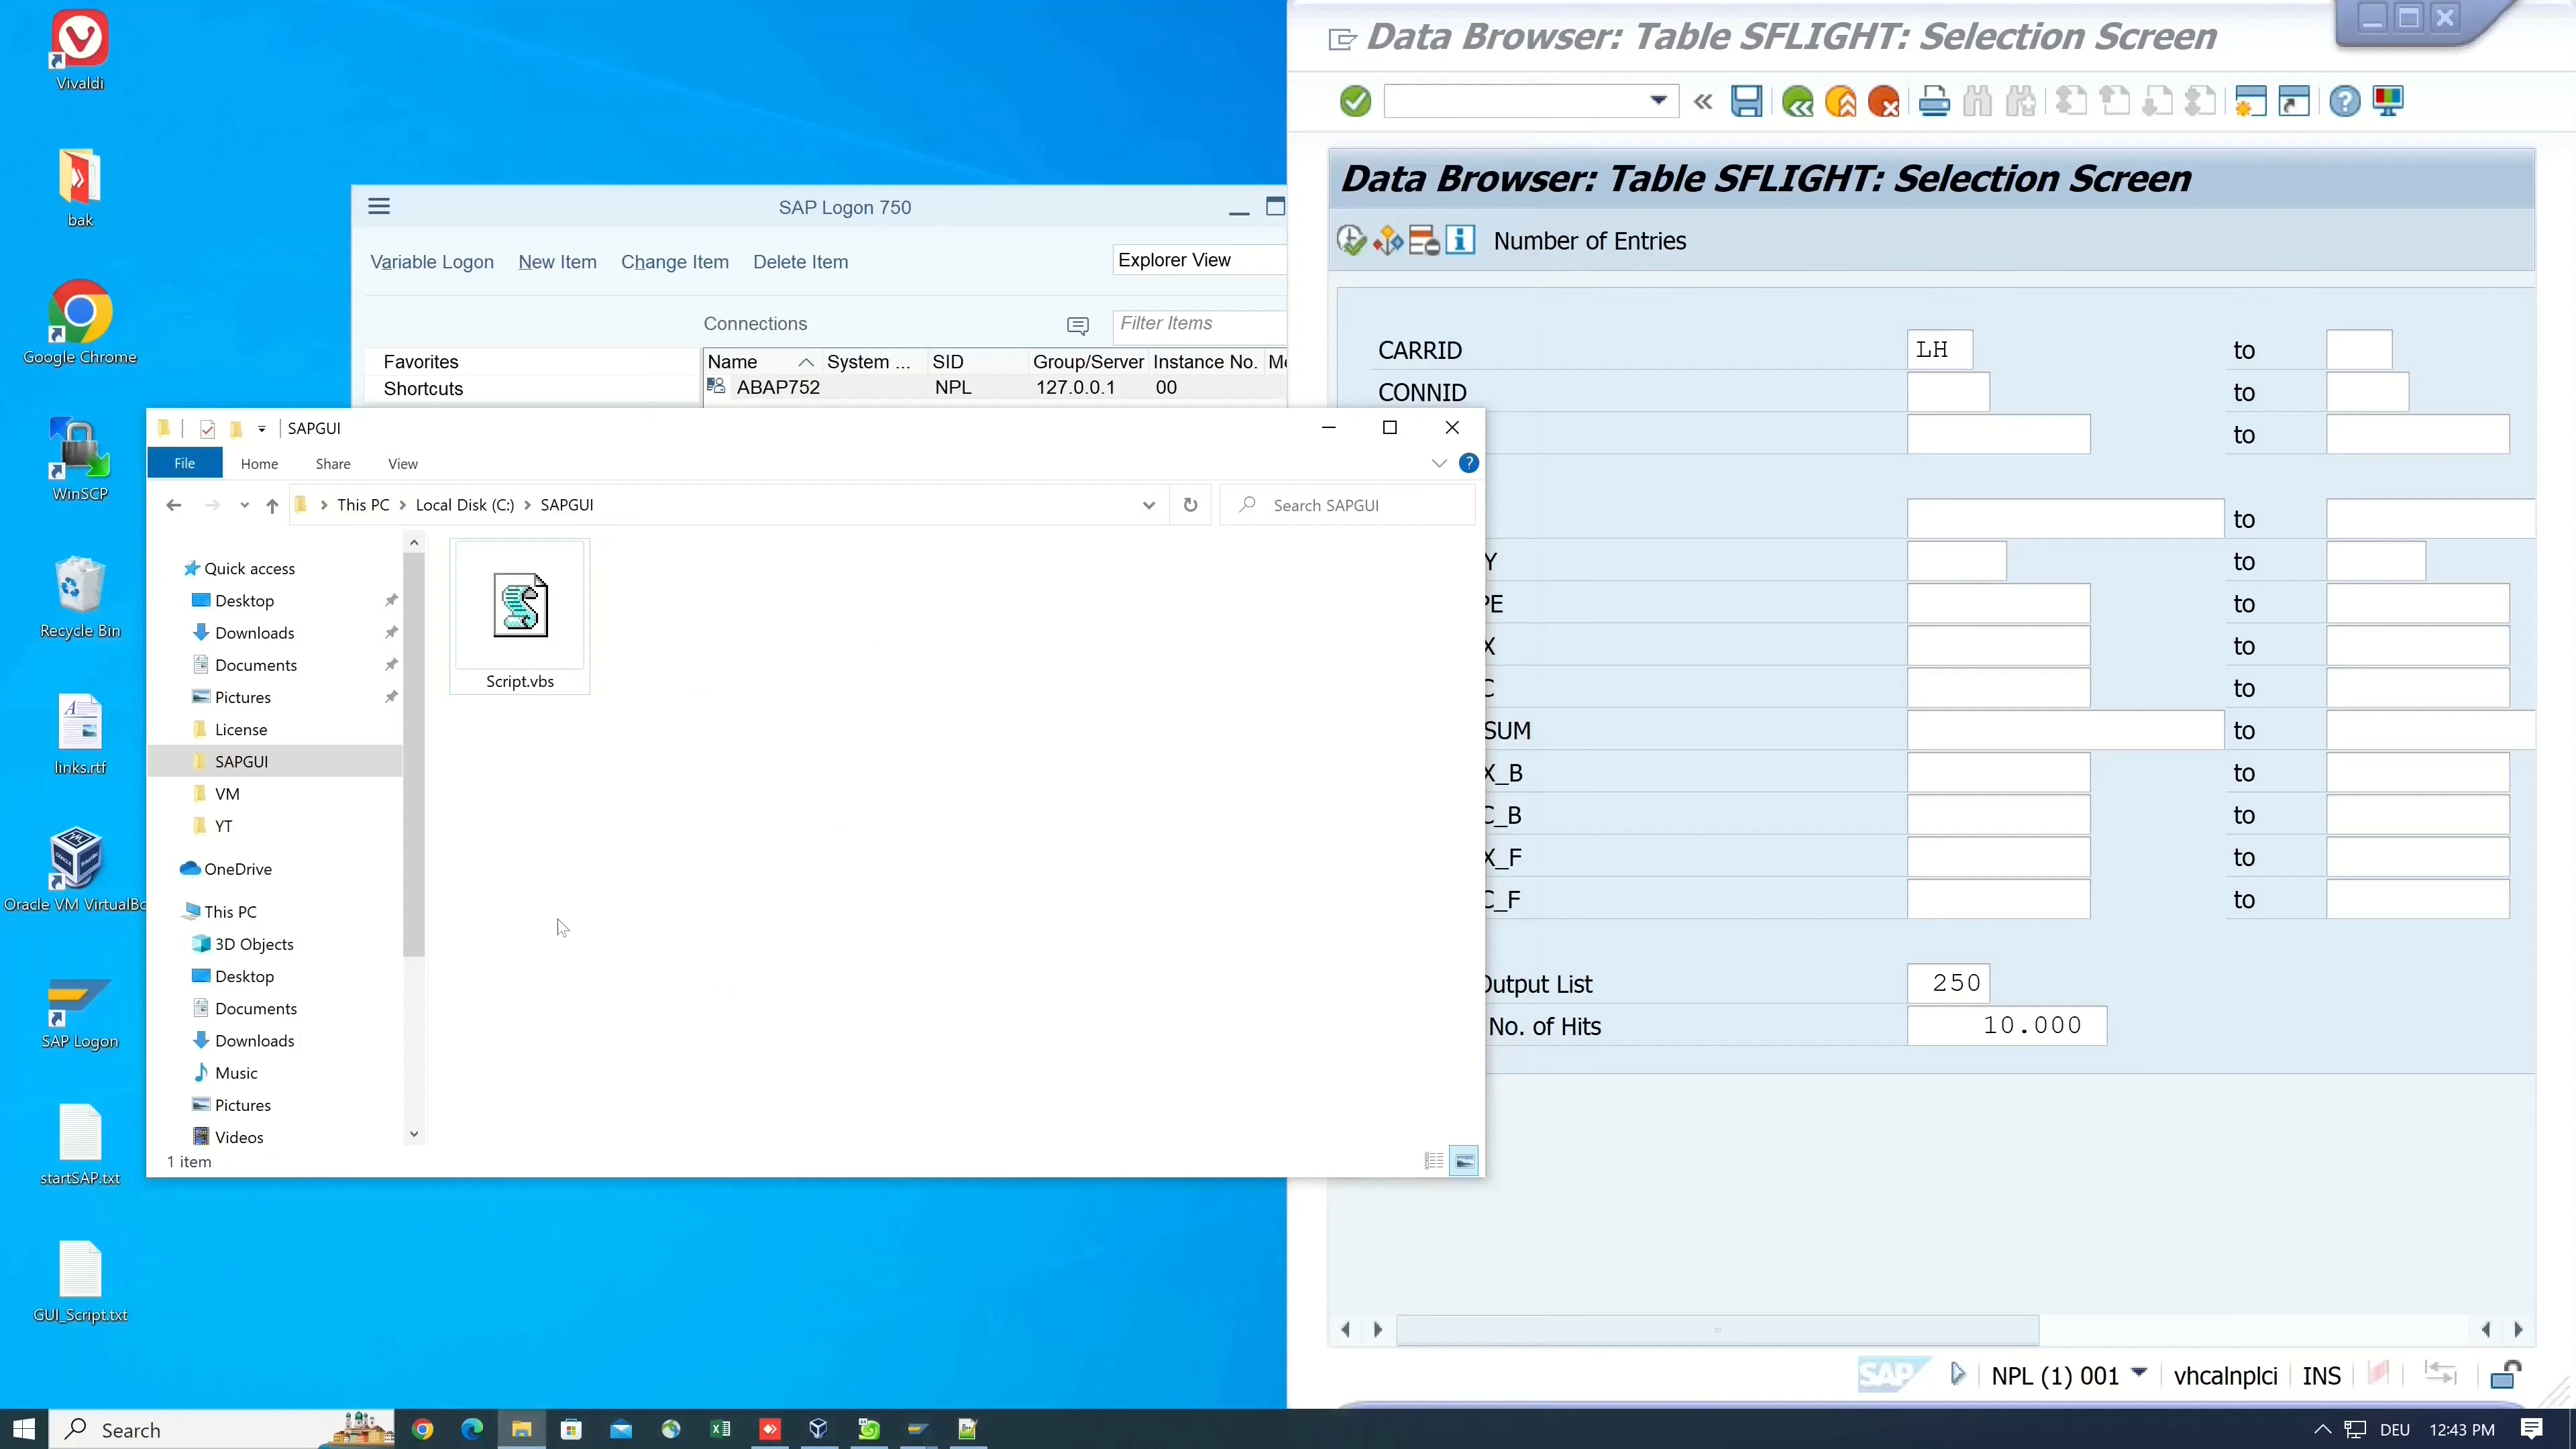 Vivaldi
bak
Google Chrome
WinSCP
Recycle Bin
links.rtf
Oracle VM VirtualBo
SAP Logon
startSAP.txt
GUI_Script.txt
SAP Logon 750
Variable Logon New Item Change Item Delete Item
Explorer View
Connections
Filter Items
Favorites
Shortcuts
Name System ... SID Group/Server Instance No. Me
ABAP752 NPL 127.0.0.1 00
SAPGUI
File Home Share View
This PC Local Disk (C:) SAPGUI
Search SAPGUI
Quick access
Desktop
Downloads
Documents
Pictures
License
SAPGUI
VM
YT
OneDrive
This PC
3D Objects
Desktop
Documents
Downloads
Music
Pictures
Videos
Script.vbs
1 item
Data Browser: Table SFLIGHT: Selection Screen
Data Browser: Table SFLIGHT: Selection Screen
Number of Entries
CARRID LH to
CONNID to
to
to
Y to
PE to
X to
C to
SUM to
X_B to
C_B to
X_F to
C_F to
Output List 250
No. of Hits 10.000
SAP NPL (1) 001 vhcalnplci INS
Search
DEU 12:43 PM